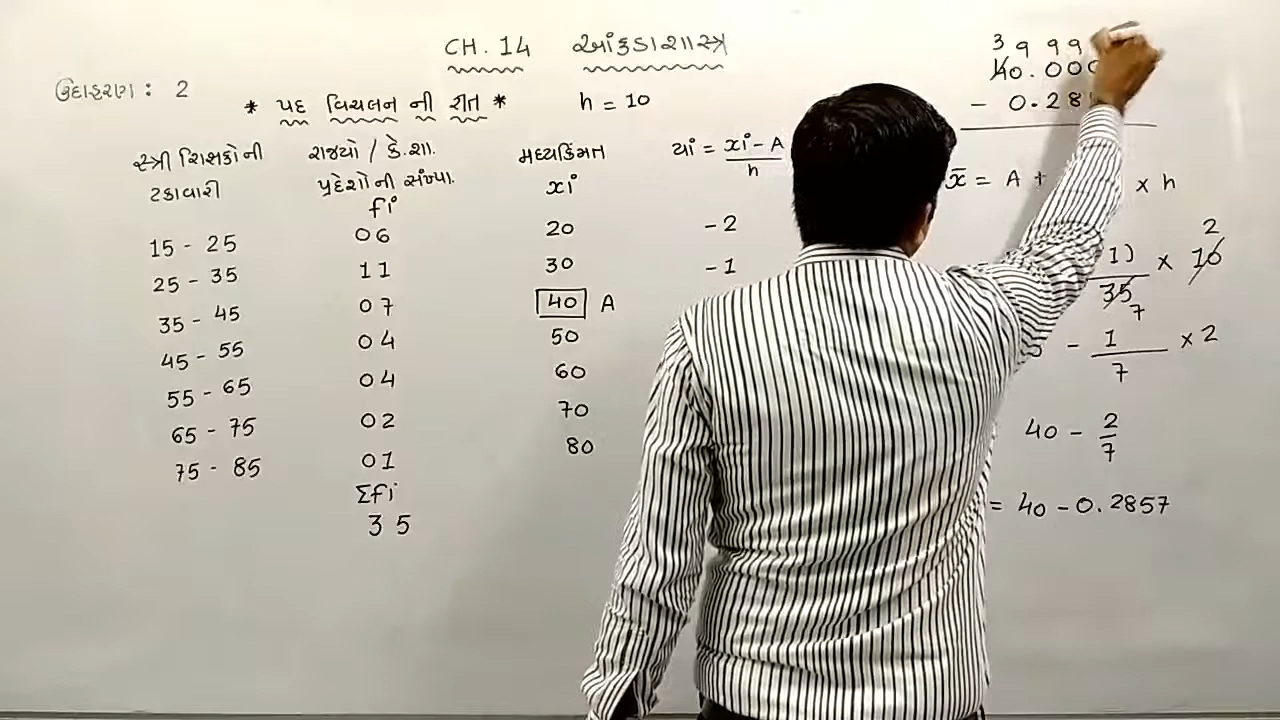 CH. 14 આંકડાશાસ્ત્ર
ઉદાહરણ : 2
* પદ વિચલન ની રીત * h = 10
સ્ત્રી શિક્ષકોની રાજ્યો / કે.શા. મધ્યકિંમત
ટકાવારી પ્રદેશોની સંખ્યા. xi
fi
ui = xi - A / h
15 - 25 06 20 -2
25 - 35 11 30 -1
35 - 45 07 40 A
45 - 55 04 50
55 - 65 04 60
65 - 75 02 70
75 - 85 01 80
Σfi
35
3 9 9 9
40.000
- 0.28
x̄ = A + x h
1) / 35 x 10
7 2
- 1/7 x 2
40 - 2/7
= 40 - 0.2857